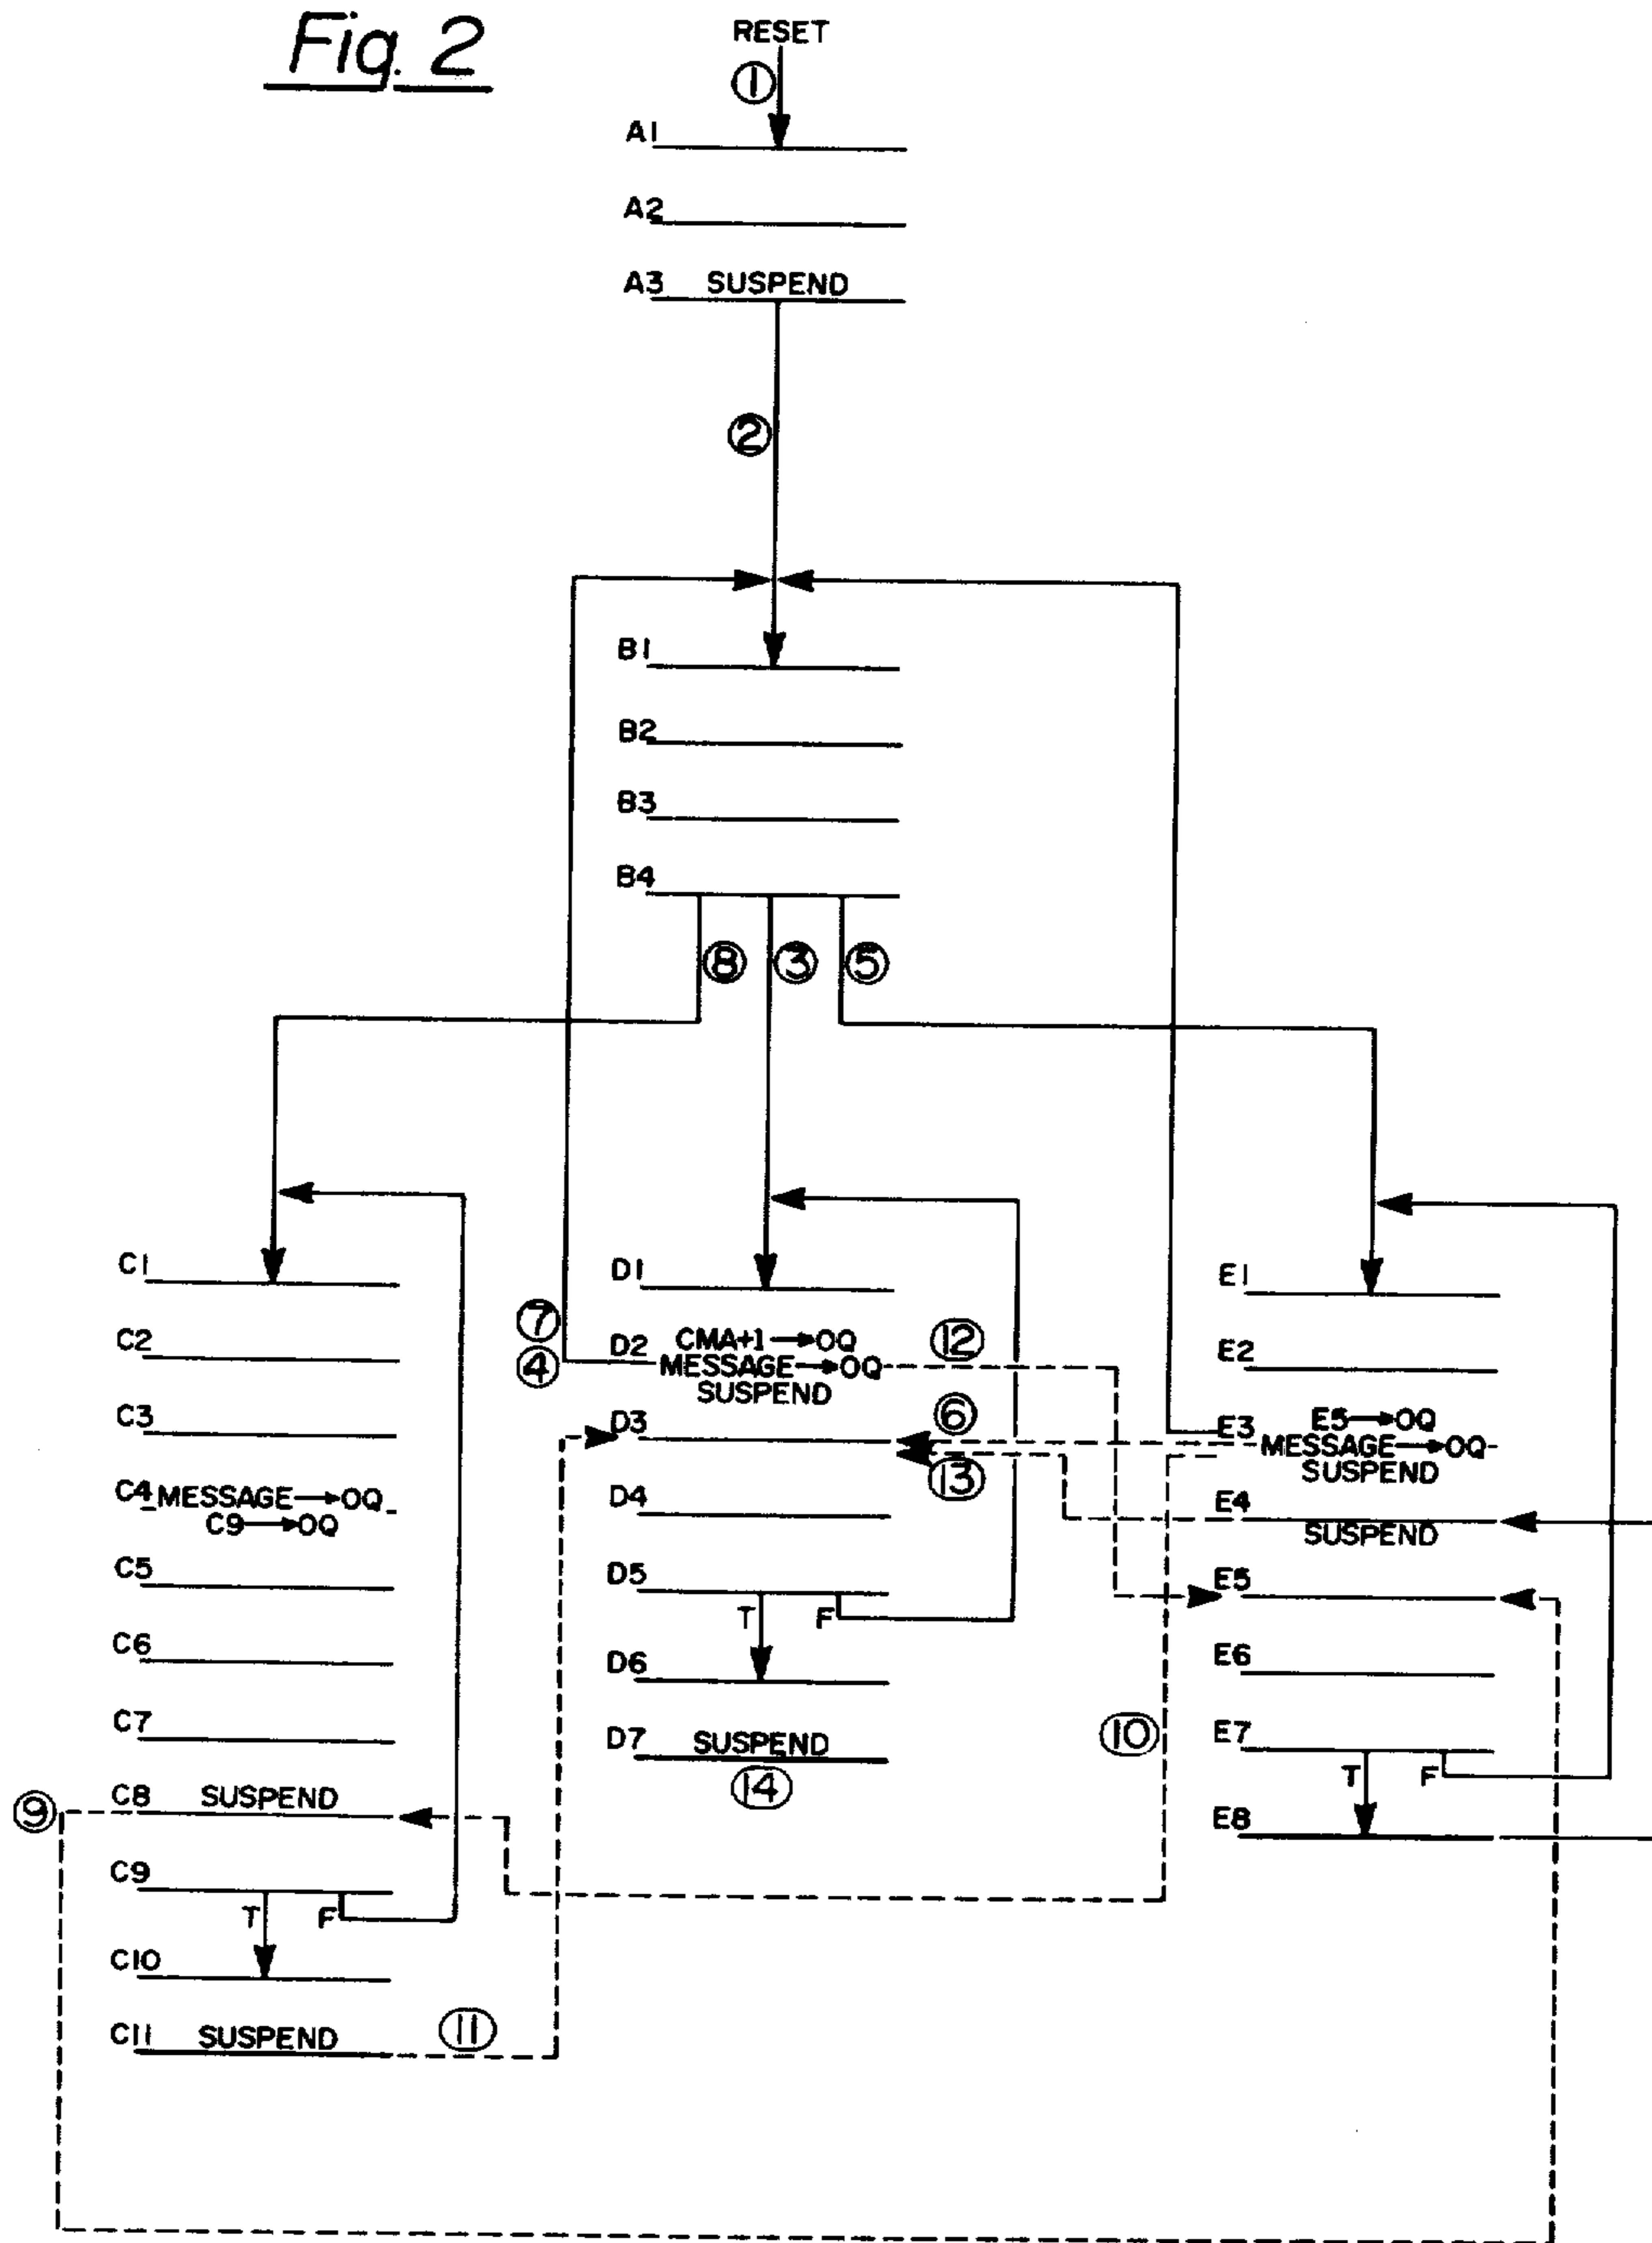 Fig. 2
RESET
①
A1
A2
A3 SUSPEND
②
B1
B2
B3
B4
⑧ ③ ⑤
C1
C2
C3
C4 MESSAGE→OQ
C9→OQ
C5
C6
C7
C8 SUSPEND
⑨
C9
T F
C10
C11 SUSPEND
⑪
D1
⑦
④
D2 CMA+1→OQ
MESSAGE→OQ
SUSPEND
⑫
D3
⑥
⑬
D4
D5
T F
D6
D7 SUSPEND
⑭
⑩
E1
E2
E3 E5→OQ
MESSAGE→OQ
SUSPEND
E4
SUSPEND
E5
E6
E7
T F
E8